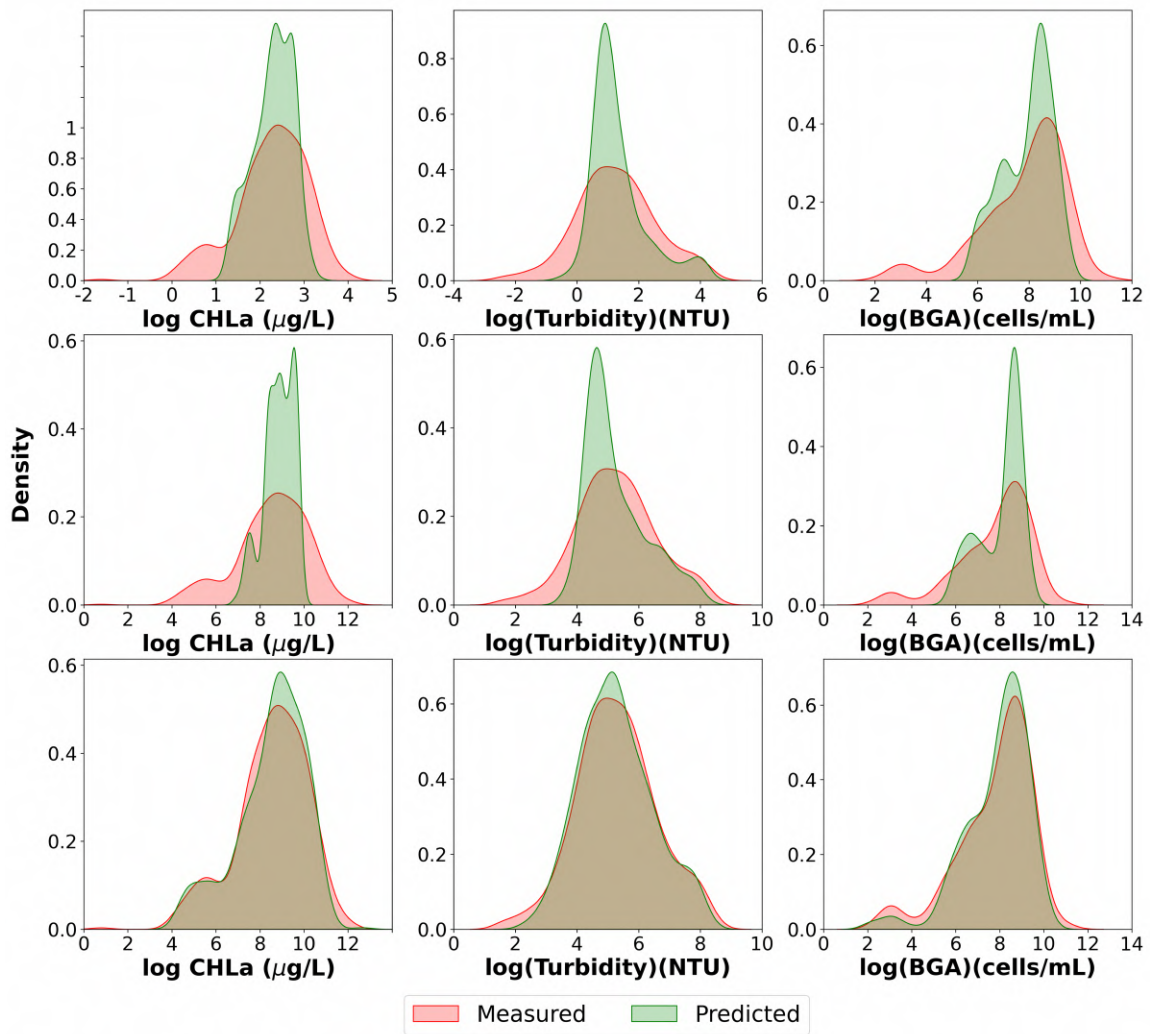 1
0.8
0.6
0.4
0.2
0.0
-2 -1 0 1 2 3 4 5
log CHLa (μg/L)
0.8
0.6
0.4
0.2
0.0
-4 -2 0 2 4 6
log(Turbidity)(NTU)
0.6
0.4
0.2
0.0
0 2 4 6 8 10 12
log(BGA)(cells/mL)
Density
0.6
0.4
0.2
0.0
0 2 4 6 8 10 12
log CHLa (μg/L)
0.6
0.4
0.2
0.0
0 2 4 6 8 10
log(Turbidity)(NTU)
0.6
0.4
0.2
0.0
0 2 4 6 8 10 12 14
log(BGA)(cells/mL)
0.6
0.4
0.2
0.0
0 2 4 6 8 10 12
log CHLa (μg/L)
0.6
0.4
0.2
0.0
0 2 4 6 8 10
log(Turbidity)(NTU)
0.6
0.4
0.2
0.0
0 2 4 6 8 10 12 14
log(BGA)(cells/mL)
Measured Predicted